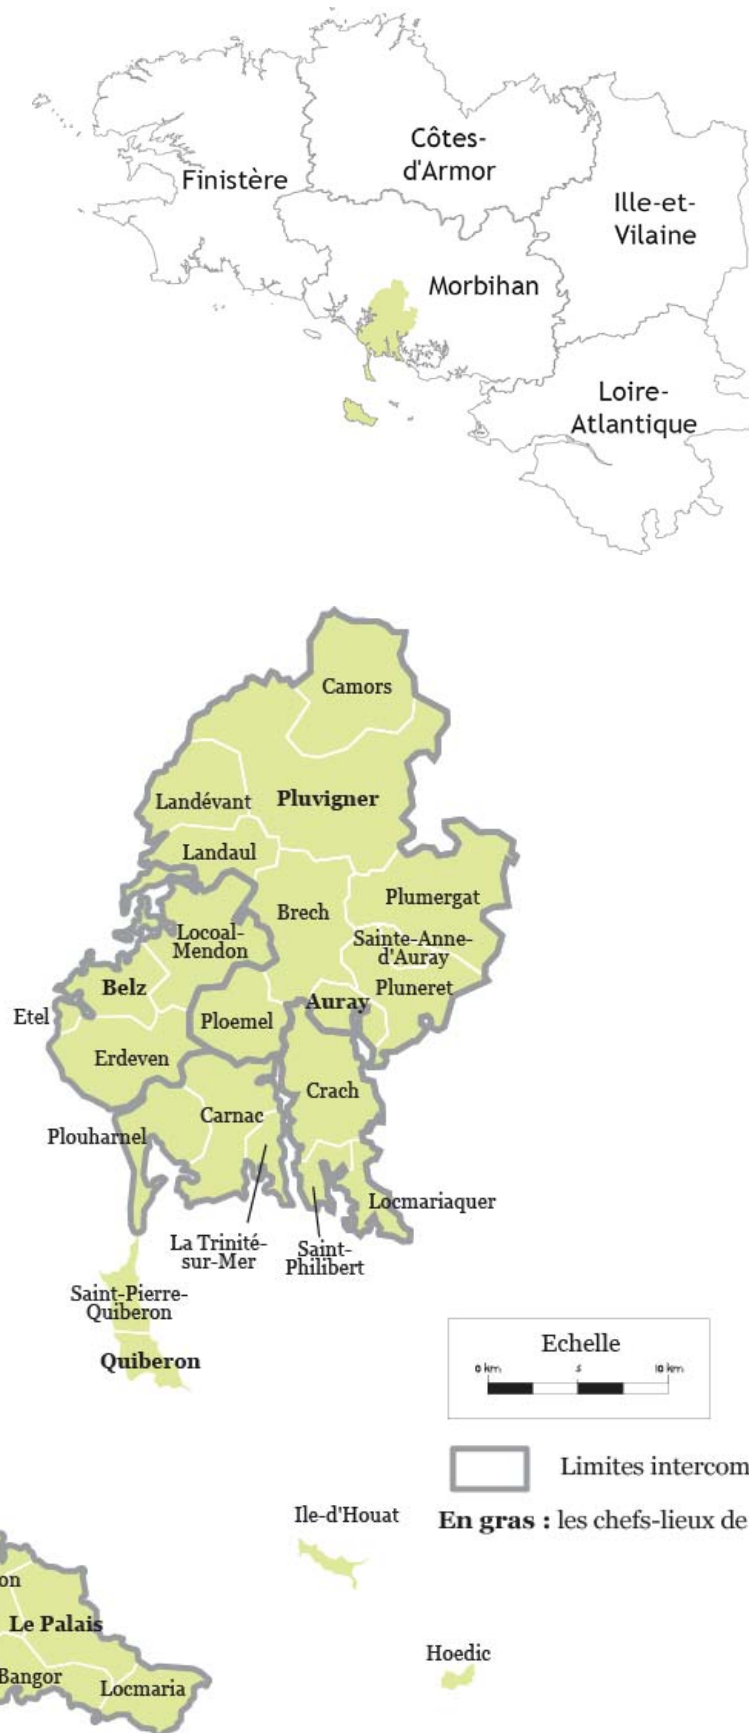 Côtes-
d'Armor
Finistère
Ille-et-
Vilaine
Morbihan
Loire-
Atlantique
Camors
Landévant
Pluvigner
Landaul
Plumergat
Brech
Locoal-
Mendon
Sainte-Anne-
d'Auray
Belz
Auray
Pluneret
Etel
Ploemel
Erdeven
Crach
Carnac
Plouharnel
Locmariaquer
La Trinité-
sur-Mer
Saint-
Philibert
Saint-Pierre-
Quiberon
Quiberon
Echelle
0 km 5 10 km
Limites intercom
Ile-d'Houat
En gras : les chefs-lieux de
on
Le Palais
Bangor
Locmaria
Hoedic